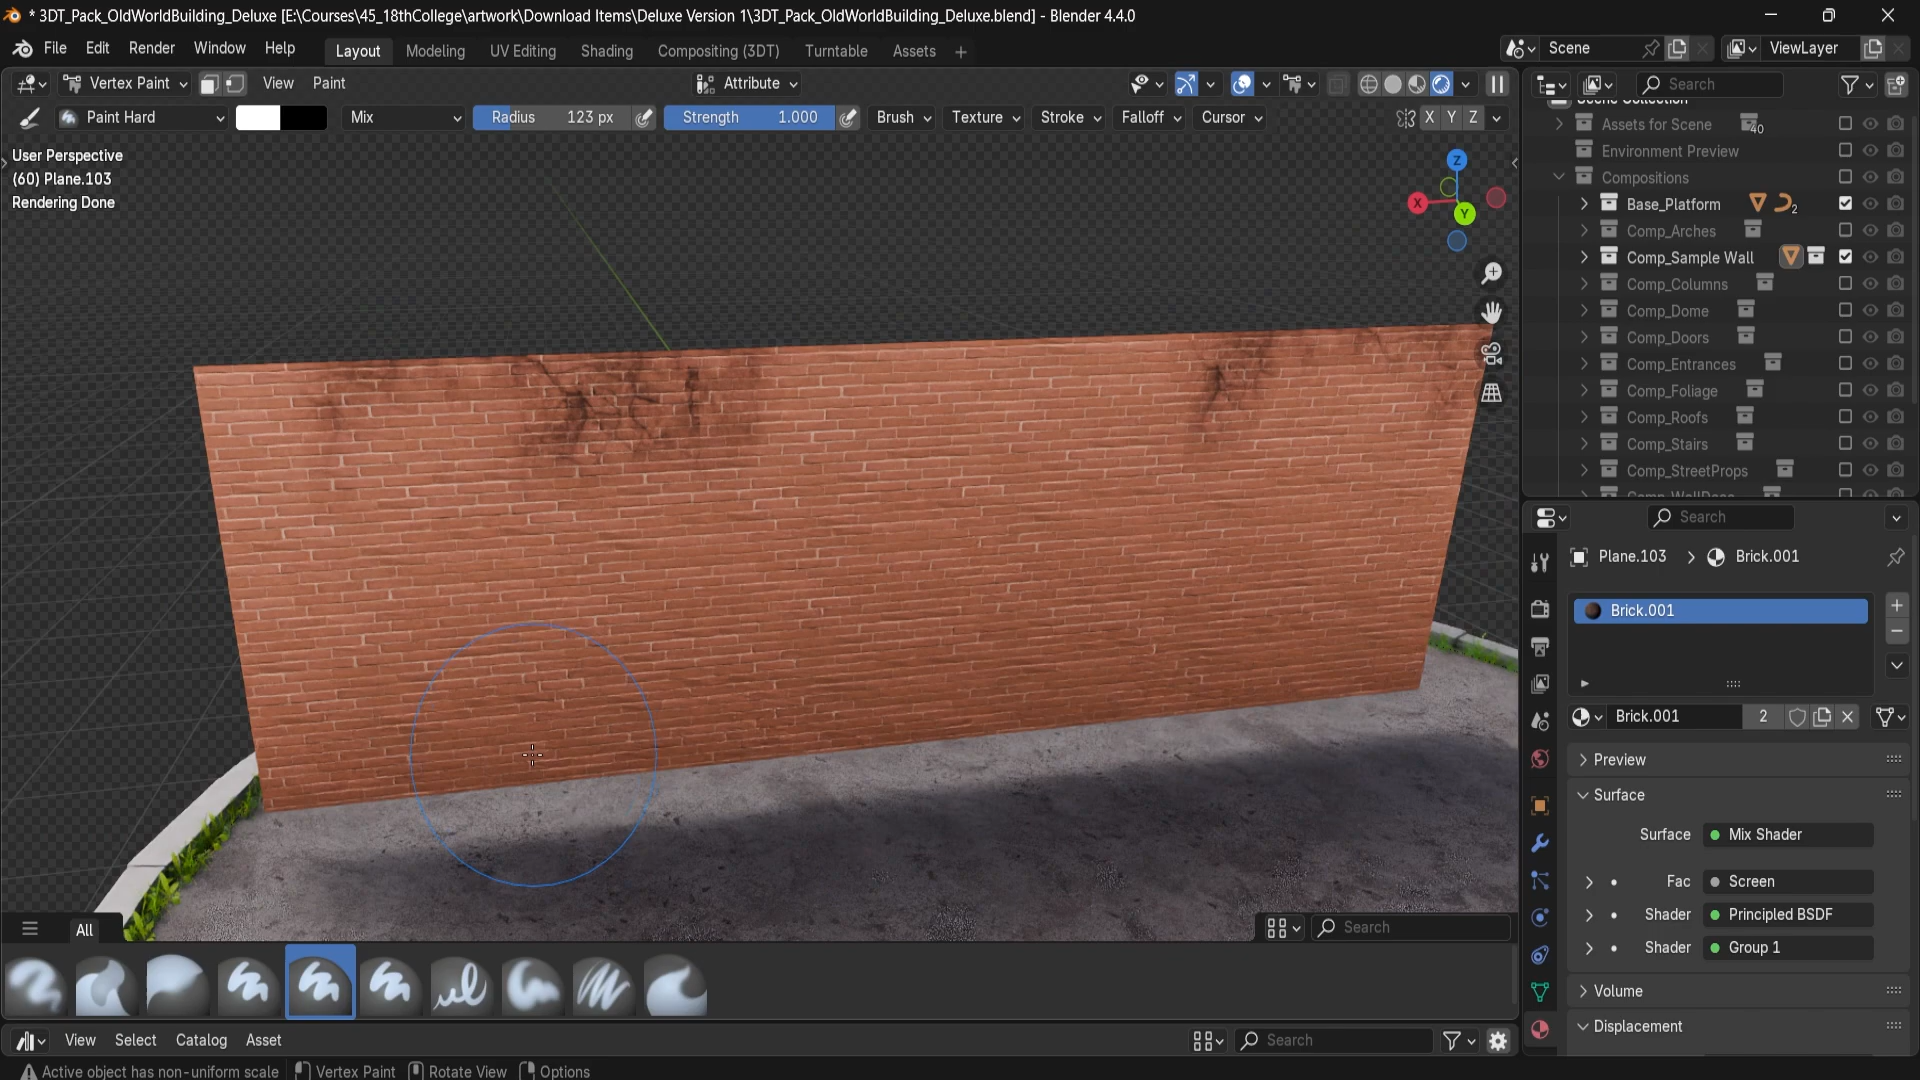 * 3DT_Pack_OldWorldBuilding_Deluxe [E:\Courses\45_18thCollege\artwork\Download Items\Deluxe Version 1\3DT_Pack_OldWorldBuilding_Deluxe.blend] - Blender 4.4.0
File Edit Render Window Help Layout Modeling UV Editing Shading Compositing (3DT) Turntable Assets + Scene ViewLayer
Vertex Paint View Paint Attribute
Paint Hard Mix Radius 123 px Strength 1.000 Brush Texture Stroke Falloff Cursor X Y Z
User Perspective
(60) Plane.103
Rendering Done
Z
X
Y
Search
Scene Collection
Assets for Scene 40
Environment Preview
Compositions
Base_Platform 2
Comp_Arches
Comp_Sample Wall
Comp_Columns
Comp_Dome
Comp_Doors
Comp_Entrances
Comp_Foliage
Comp_Roofs
Comp_Stairs
Comp_StreetProps
Search
Plane.103 > Brick.001
Brick.001
Brick.001 2
Preview
Surface
Surface Mix Shader
Fac Screen
Shader Principled BSDF
Shader Group 1
Volume
Displacement
All Search
View Select Catalog Asset Search
Active object has non-uniform scale Vertex Paint Rotate View Options